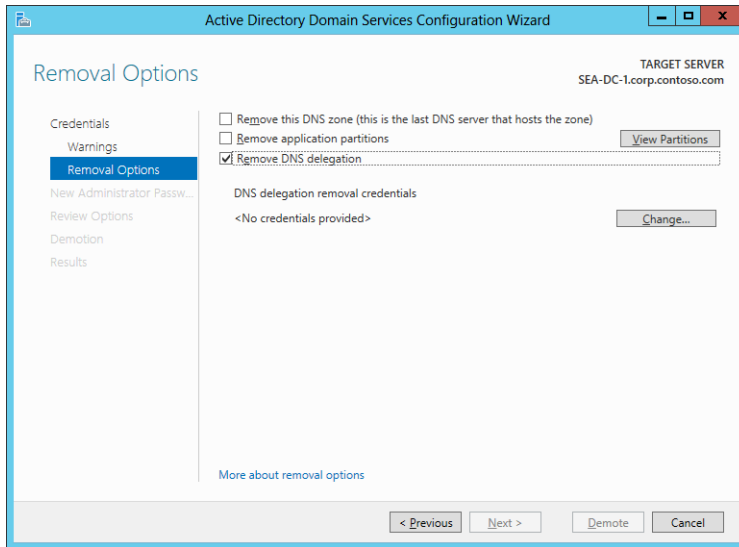 Active Directory Domain Services Configuration Wizard
Removal Options
TARGET SERVER
SEA-DC-1.corp.contoso.com
Credentials
Warnings
Removal Options
New Administrator Passw...
Review Options
Demotion
Results
Remove this DNS zone (this is the last DNS server that hosts the zone)
Remove application partitions
View Partitions
Remove DNS delegation
DNS delegation removal credentials
<No credentials provided>
Change...
More about removal options
< Previous
Next >
Demote
Cancel